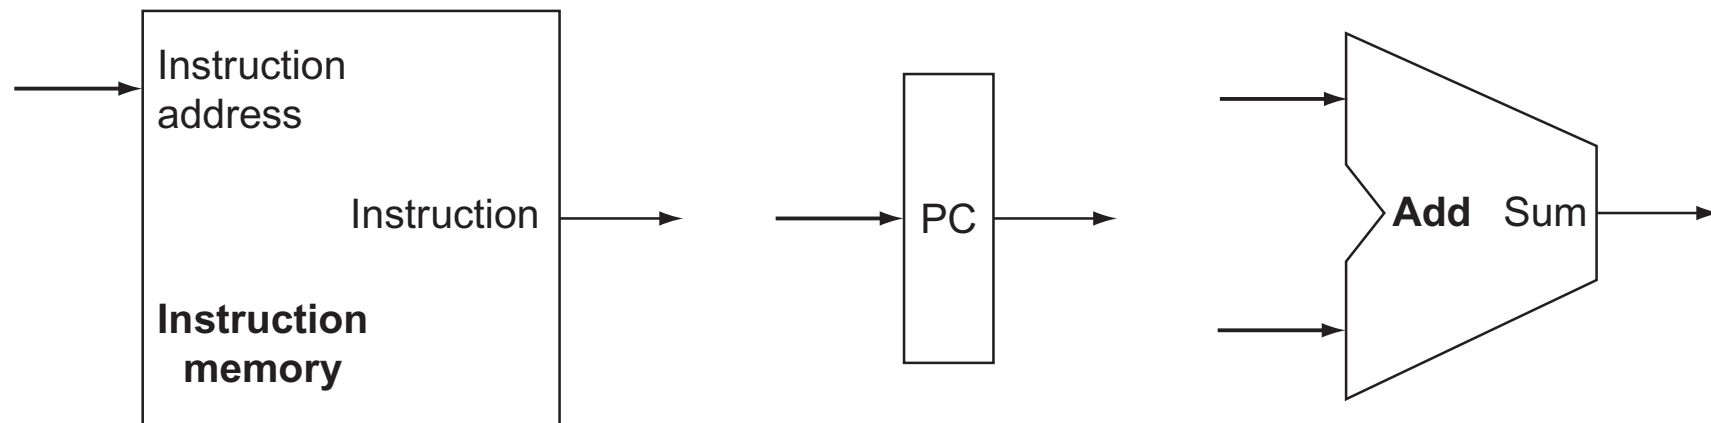 Instruction
address
Instruction
Instruction
memory
PC
Add Sum